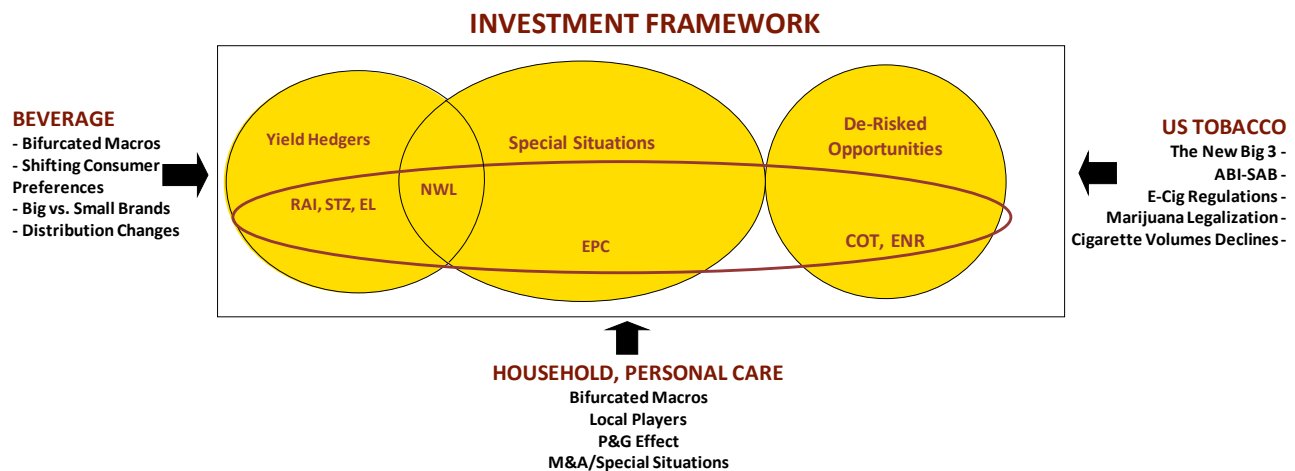 INVESTMENT FRAMEWORK
BEVERAGE
- Bifurcated Macros
- Shifting Consumer
Preferences
- Big vs. Small Brands
- Distribution Changes
Yield Hedgers
RAI, STZ, EL
NWL
Special Situations
EPC
De-Risked
Opportunities
COT, ENR
US TOBACCO
The New Big 3 -
ABI-SAB -
E-Cig Regulations -
Marijuana Legalization -
Cigarette Volumes Declines -
HOUSEHOLD, PERSONAL CARE
Bifurcated Macros
Local Players
P&G Effect
M&A/Special Situations